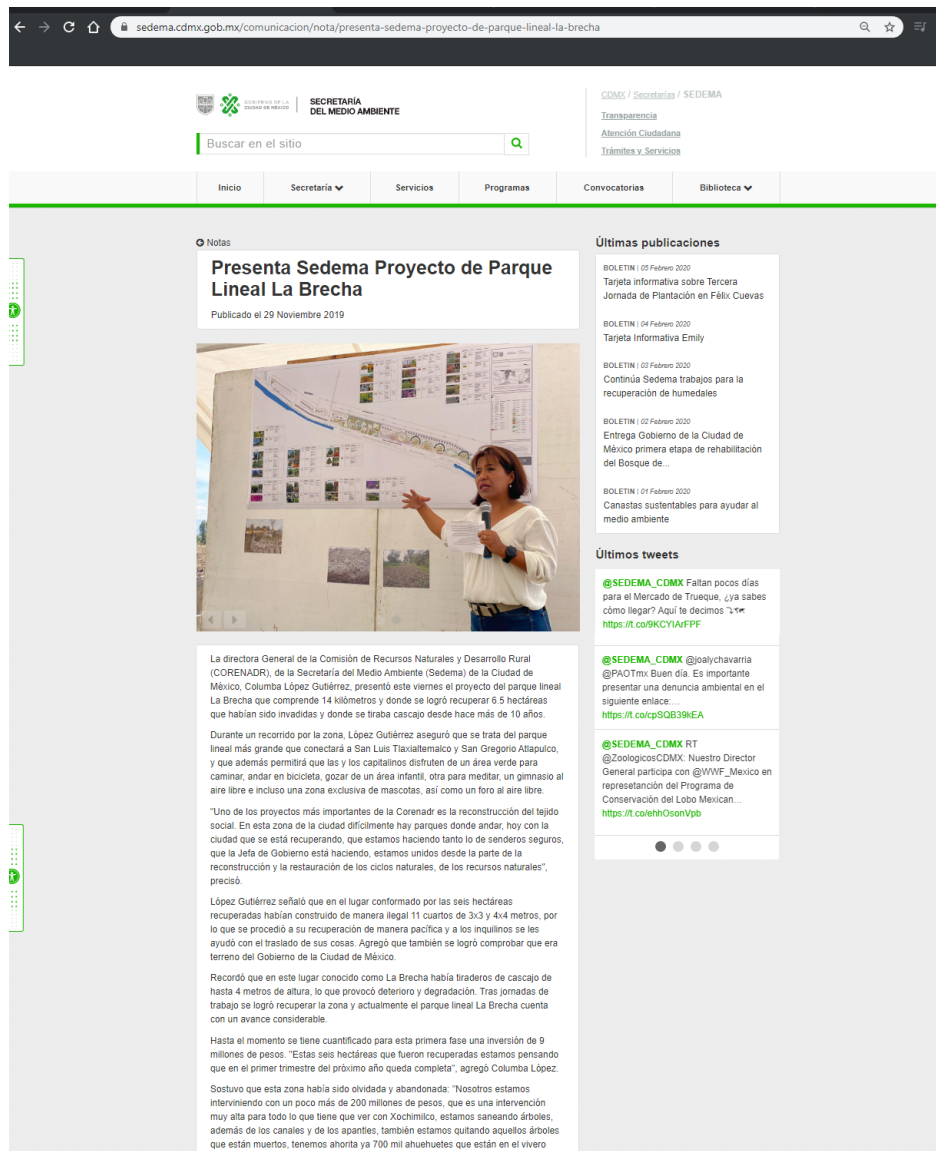 sedema.cdmx.gob.mx/comunicacion/nota/presenta-sedema-proyecto-de-parque-lineal-la-brecha
GOBIERNO DE LA
CIUDAD DE MÉXICO
SECRETARÍA
DEL MEDIO AMBIENTE
Buscar en el sitio
CDMX / Secretarías / SEDEMA
Transparencia
Atención Ciudadana
Trámites y Servicios
Inicio Secretaría Servicios Programas Convocatorias Biblioteca
Notas
Presenta Sedema Proyecto de Parque
Lineal La Brecha
Publicado el 29 Noviembre 2019
La directora General de la Comisión de Recursos Naturales y Desarrollo Rural
(CORENADR), de la Secretaría del Medio Ambiente (Sedema) de la Ciudad de
México, Columba López Gutiérrez, presentó este viernes el proyecto del parque lineal
La Brecha que comprende 14 kilómetros y donde se logró recuperar 6.5 hectáreas
que habían sido invadidas y donde se tiraba cascajo desde hace más de 10 años.
Durante un recorrido por la zona, López Gutiérrez aseguró que se trata del parque
lineal más grande que conectará a San Luis Tlaxialtemalco y San Gregorio Atlapulco,
y que además permitirá que las y los capitalinos disfruten de un área verde para
caminar, andar en bicicleta, gozar de un área infantil, otra para meditar, un gimnasio al
aire libre e incluso una zona exclusiva de mascotas, así como un foro al aire libre.
"Uno de los proyectos más importantes de la Corenadr es la reconstrucción del tejido
social. En esta zona de la ciudad difícilmente hay parques donde andar, hoy con la
ciudad que se está recuperando, que estamos haciendo tanto lo de senderos seguros,
que la Jefa de Gobierno está haciendo, estamos unidos desde la parte de la
reconstrucción y la restauración de los ciclos naturales, de los recursos naturales",
precisó.
López Gutiérrez señaló que en el lugar conformado por las seis hectáreas
recuperadas habían construido de manera ilegal 11 cuartos de 3x3 y 4x4 metros, por
lo que se procedió a su recuperación de manera pacífica y a los inquilinos se les
ayudó con el traslado de sus cosas. Agregó que también se logró comprobar que era
terreno del Gobierno de la Ciudad de México.
Recordó que en este lugar conocido como La Brecha había tiraderos de cascajo de
hasta 4 metros de altura, lo que provocó deterioro y degradación. Tras jornadas de
trabajo se logró recuperar la zona y actualmente el parque lineal La Brecha cuenta
con un avance considerable.
Hasta el momento se tiene cuantificado para esta primera fase una inversión de 9
millones de pesos. "Estas seis hectáreas que fueron recuperadas estamos pensando
que en el primer trimestre del próximo año queda completa", agregó Columba López.
Sostuvo que esta zona había sido olvidada y abandonada: "Nosotros estamos
interviniendo con un poco más de 200 millones de pesos, que es una intervención
muy alta para todo lo que tiene que ver con Xochimilco, estamos saneando árboles,
además de los canales y de los apantles, también estamos quitando aquellos árboles
que están muertos, tenemos ahorita ya 700 mil ahuehuetes que están en el vivero
Últimas publicaciones
BOLETIN | 05 Febrero 2020
Tarjeta informativa sobre Tercera
Jornada de Plantación en Félix Cuevas
BOLETIN | 04 Febrero 2020
Tarjeta Informativa Emily
BOLETIN | 03 Febrero 2020
Continúa Sedema trabajos para la
recuperación de humedales
BOLETIN | 02 Febrero 2020
Entrega Gobierno de la Ciudad de
México primera etapa de rehabilitación
del Bosque de...
BOLETIN | 01 Febrero 2020
Canastas sustentables para ayudar al
medio ambiente
Últimos tweets
@SEDEMA_CDMX Faltan pocos días
para el Mercado de Trueque, ¿ya sabes
cómo llegar? Aquí te decimos
https://t.co/9KCYIArFPF
@SEDEMA_CDMX @joalychavarria
@PAOTmx Buen día. Es importante
presentar una denuncia ambiental en el
siguiente enlace:...
https://t.co/cpSQB39kEA
@SEDEMA_CDMX RT
@ZoologicosCDMX: Nuestro Director
General participa con @WWF_Mexico en
represetanción del Programa de
Conservación del Lobo Mexican...
https://t.co/ehhOsonVpb